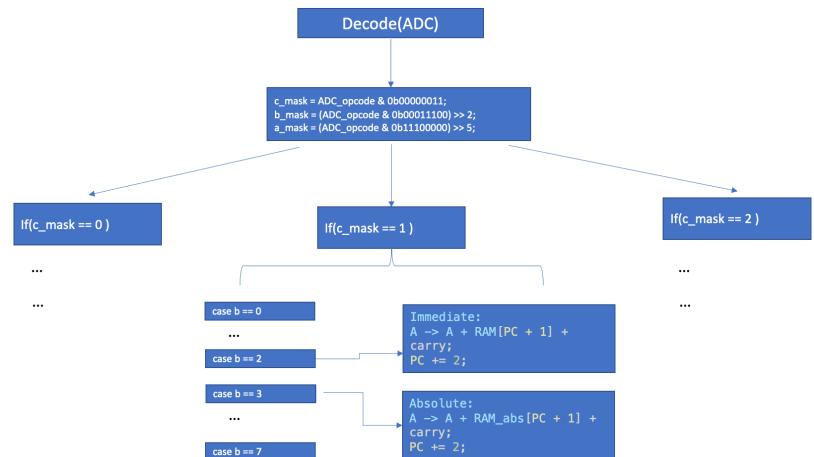 Decode(ADC)
c_mask = ADC_opcode & 0b00000011;
b_mask = (ADC_opcode & 0b00011100) >> 2;
a_mask = (ADC_opcode & 0b11100000) >> 5;
If(c_mask == 0 )
If(c_mask == 1 )
If(c_mask == 2 )
...
...
...
...
case b == 0
...
case b == 2
case b == 3
...
case b == 7
Immediate:
A -> A + RAM[PC + 1] +
carry;
PC += 2;
Absolute:
A -> A + RAM_abs[PC + 1] +
carry;
PC += 2;